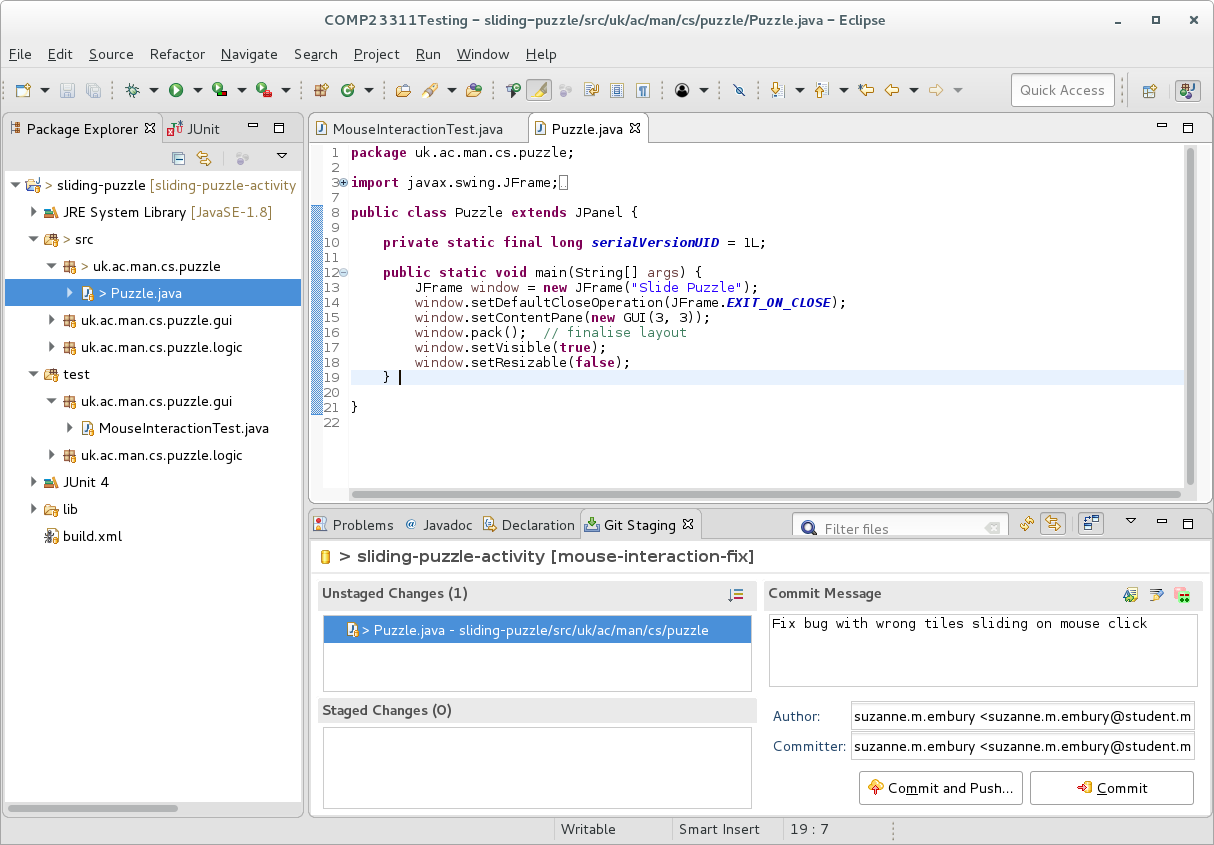 COMP23311Testing – sliding-puzzle/src/uk/ac/man/cs/puzzle/Puzzle.java – Eclipse
File Edit Source Refactor Navigate Search Project Run Window Help
Quick Access
Package Explorer JUnit
> sliding-puzzle [sliding-puzzle-activity
JRE System Library [JavaSE-1.8]
> src
> uk.ac.man.cs.puzzle
> Puzzle.java
uk.ac.man.cs.puzzle.gui
uk.ac.man.cs.puzzle.logic
test
uk.ac.man.cs.puzzle.gui
MouseInteractionTest.java
uk.ac.man.cs.puzzle.logic
JUnit 4
lib
build.xml
MouseInteractionTest.java Puzzle.java
1 package uk.ac.man.cs.puzzle;
2
3 import javax.swing.JFrame;
7
8 public class Puzzle extends JPanel {
9
10 private static final long serialVersionUID = 1L;
11
12 public static void main(String[] args) {
13 JFrame window = new JFrame("Slide Puzzle");
14 window.setDefaultCloseOperation(JFrame.EXIT_ON_CLOSE);
15 window.setContentPane(new GUI(3, 3));
16 window.pack(); // finalise layout
17 window.setVisible(true);
18 window.setResizable(false);
19 }
20
21 }
22
Problems @ Javadoc Declaration Git Staging Filter files
> sliding-puzzle-activity [mouse-interaction-fix]
Unstaged Changes (1)
> Puzzle.java - sliding-puzzle/src/uk/ac/man/cs/puzzle
Staged Changes (0)
Commit Message
Fix bug with wrong tiles sliding on mouse click
Author: suzanne.m.embury <suzanne.m.embury@student.m
Committer: suzanne.m.embury <suzanne.m.embury@student.m
Commit and Push... Commit
Writable Smart Insert 19 : 7